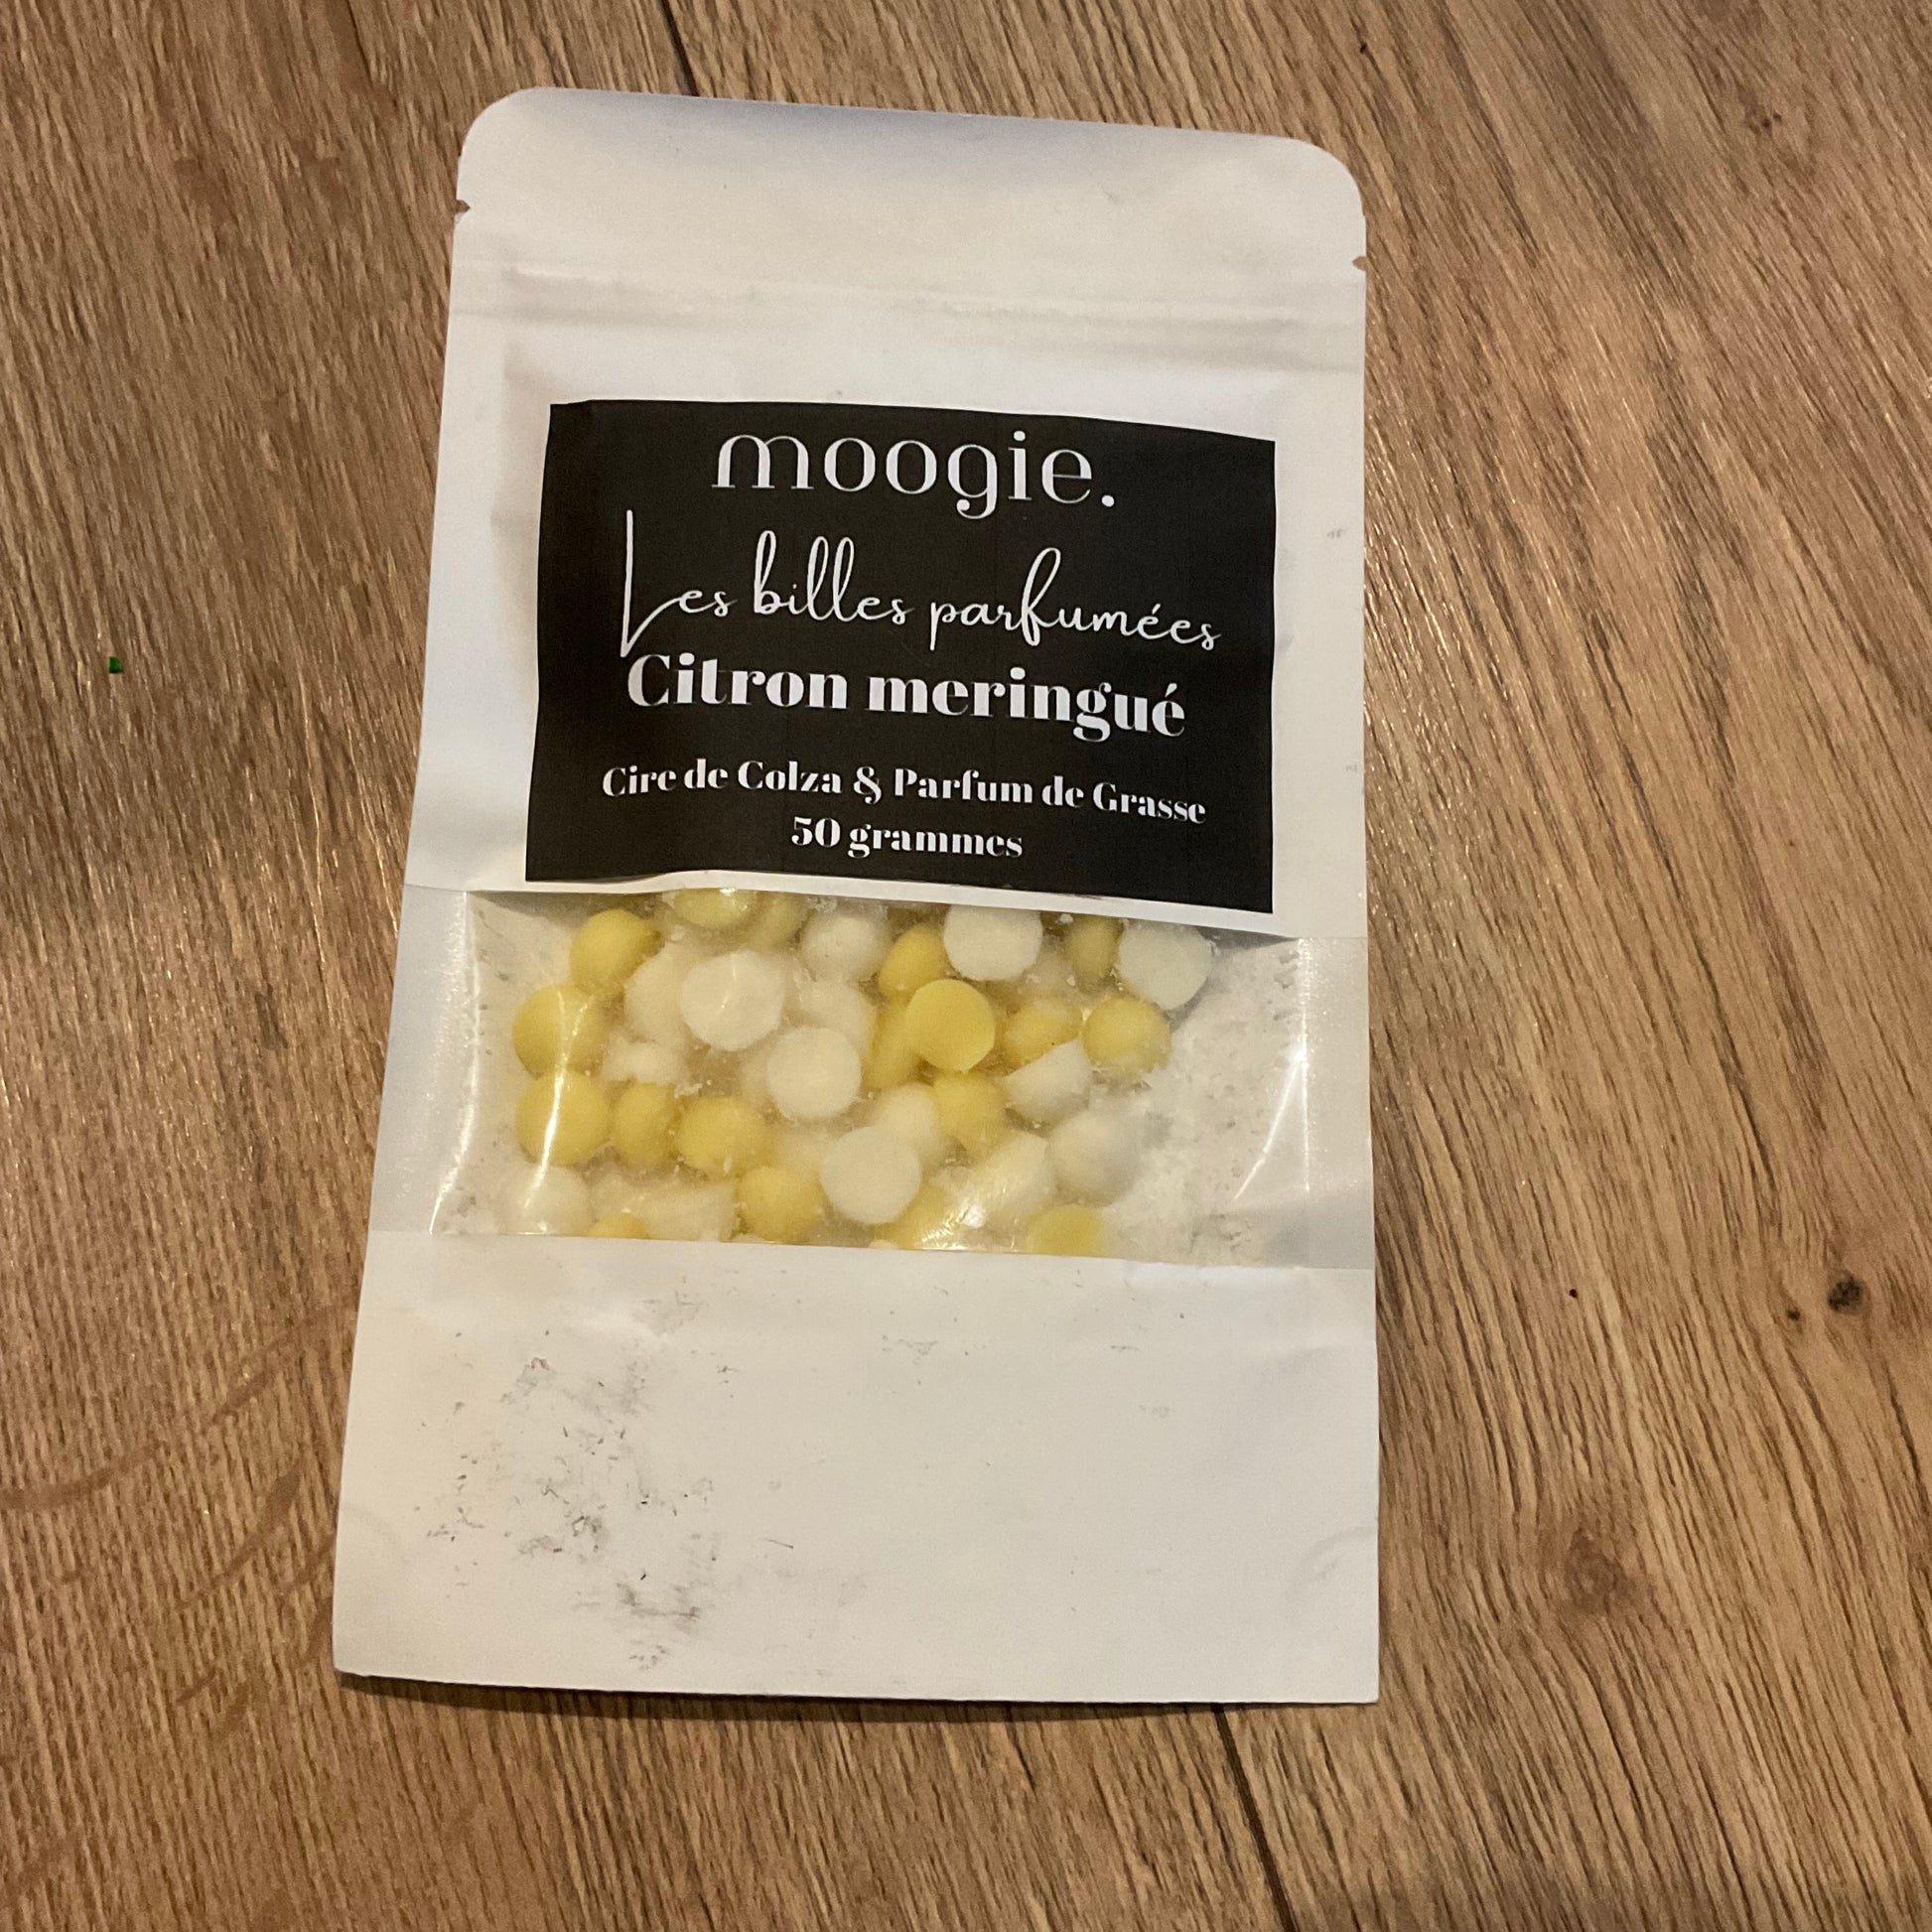 moogie.
Les billes parfumées
Citron meringué
Cire de Colza & Parfum de Grasse
50 grammes